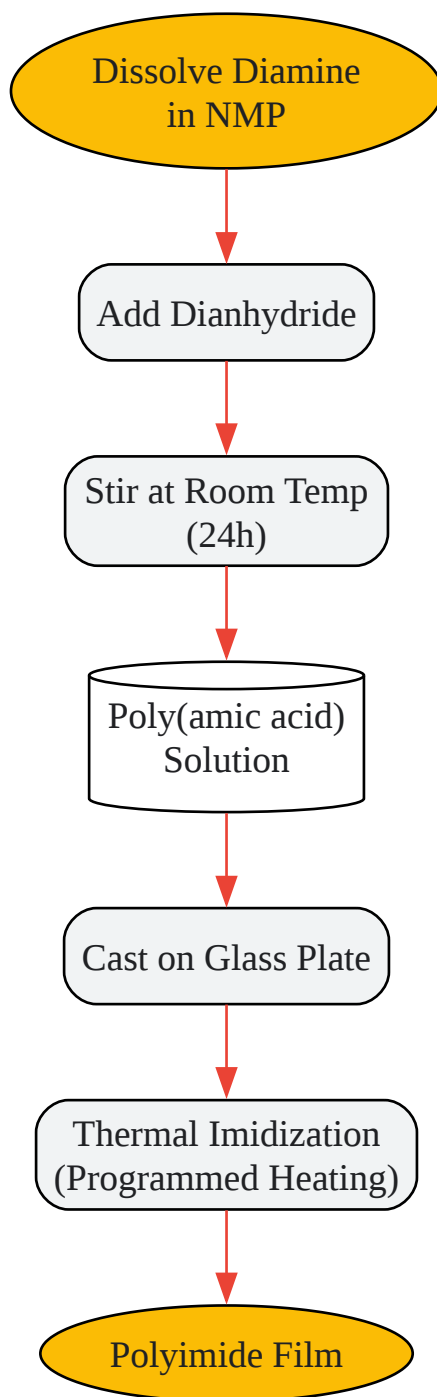 Dissolve Diamine
in NMP
Add Dianhydride
Stir at Room Temp
(24h)
Poly(amic acid)
Solution
Cast on Glass Plate
Thermal Imidization
(Programmed Heating)
Polyimide Film